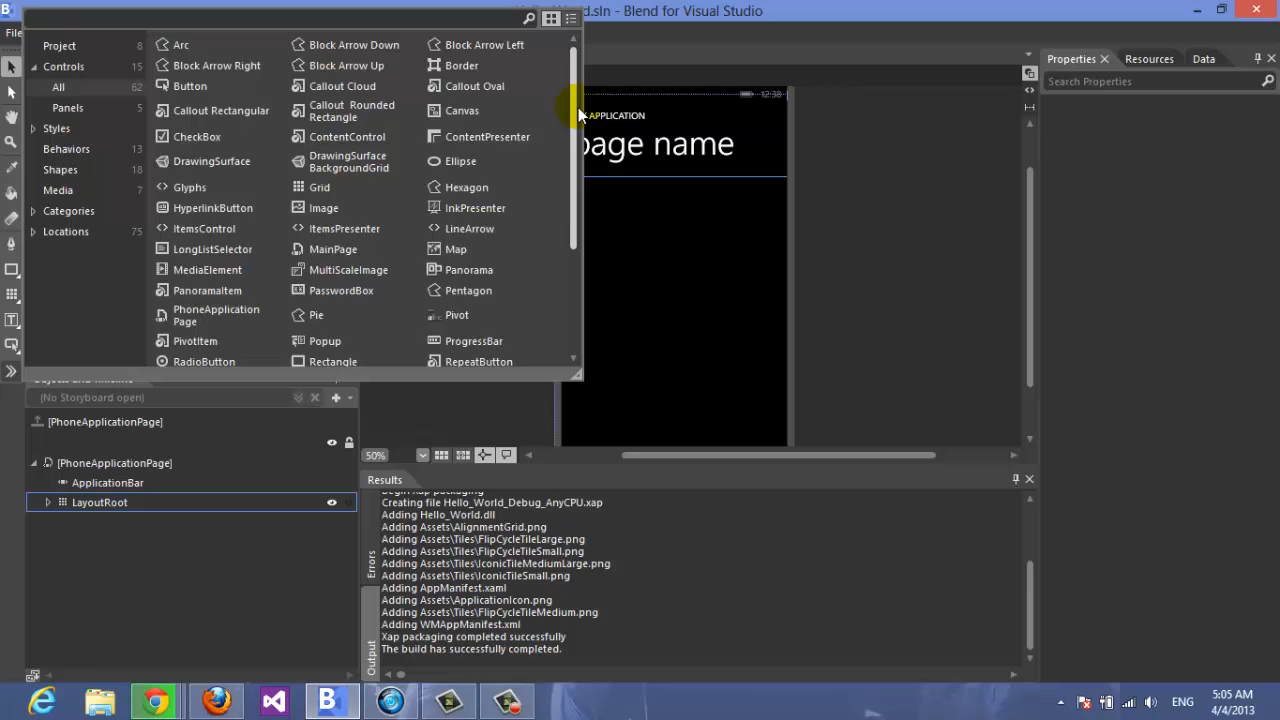 .sln - Blend for Visual Studio
Project 8
Controls 15
All 62
Panels 5
Styles
Behaviors 13
Shapes 18
Media 7
Categories
Locations 75
Arc Block Arrow Down Block Arrow Left
Block Arrow Right Block Arrow Up Border
Button Callout Cloud Callout Oval
Callout Rectangular Callout Rounded Rectangle Canvas
CheckBox ContentControl ContentPresenter
DrawingSurface DrawingSurface BackgroundGrid Ellipse
Glyphs Grid Hexagon
HyperlinkButton Image InkPresenter
ItemsControl ItemsPresenter LineArrow
LongListSelector MainPage Map
MediaElement MultiScaleImage Panorama
PanoramaItem PasswordBox Pentagon
PhoneApplication Page Pie Pivot
PivotItem Popup ProgressBar
RadioButton Rectangle RepeatButton
12:38
APPLICATION
page name
Properties Resources Data
Search Properties
(No Storyboard open)
[PhoneApplicationPage]
[PhoneApplicationPage]
ApplicationBar
LayoutRoot
50%
Results
Errors
Output
Creating file Hello_World_Debug_AnyCPU.xap
Adding Hello_World.dll
Adding Assets\AlignmentGrid.png
Adding Assets\Tiles\FlipCycleTileLarge.png
Adding Assets\Tiles\FlipCycleTileSmall.png
Adding Assets\Tiles\IconicTileMediumLarge.png
Adding Assets\Tiles\IconicTileSmall.png
Adding AppManifest.xaml
Adding Assets\ApplicationIcon.png
Adding Assets\Tiles\FlipCycleTileMedium.png
Adding WMAppManifest.xml
Xap packaging completed successfully
The build has successfully completed.
ENG
5:05 AM
4/4/2013